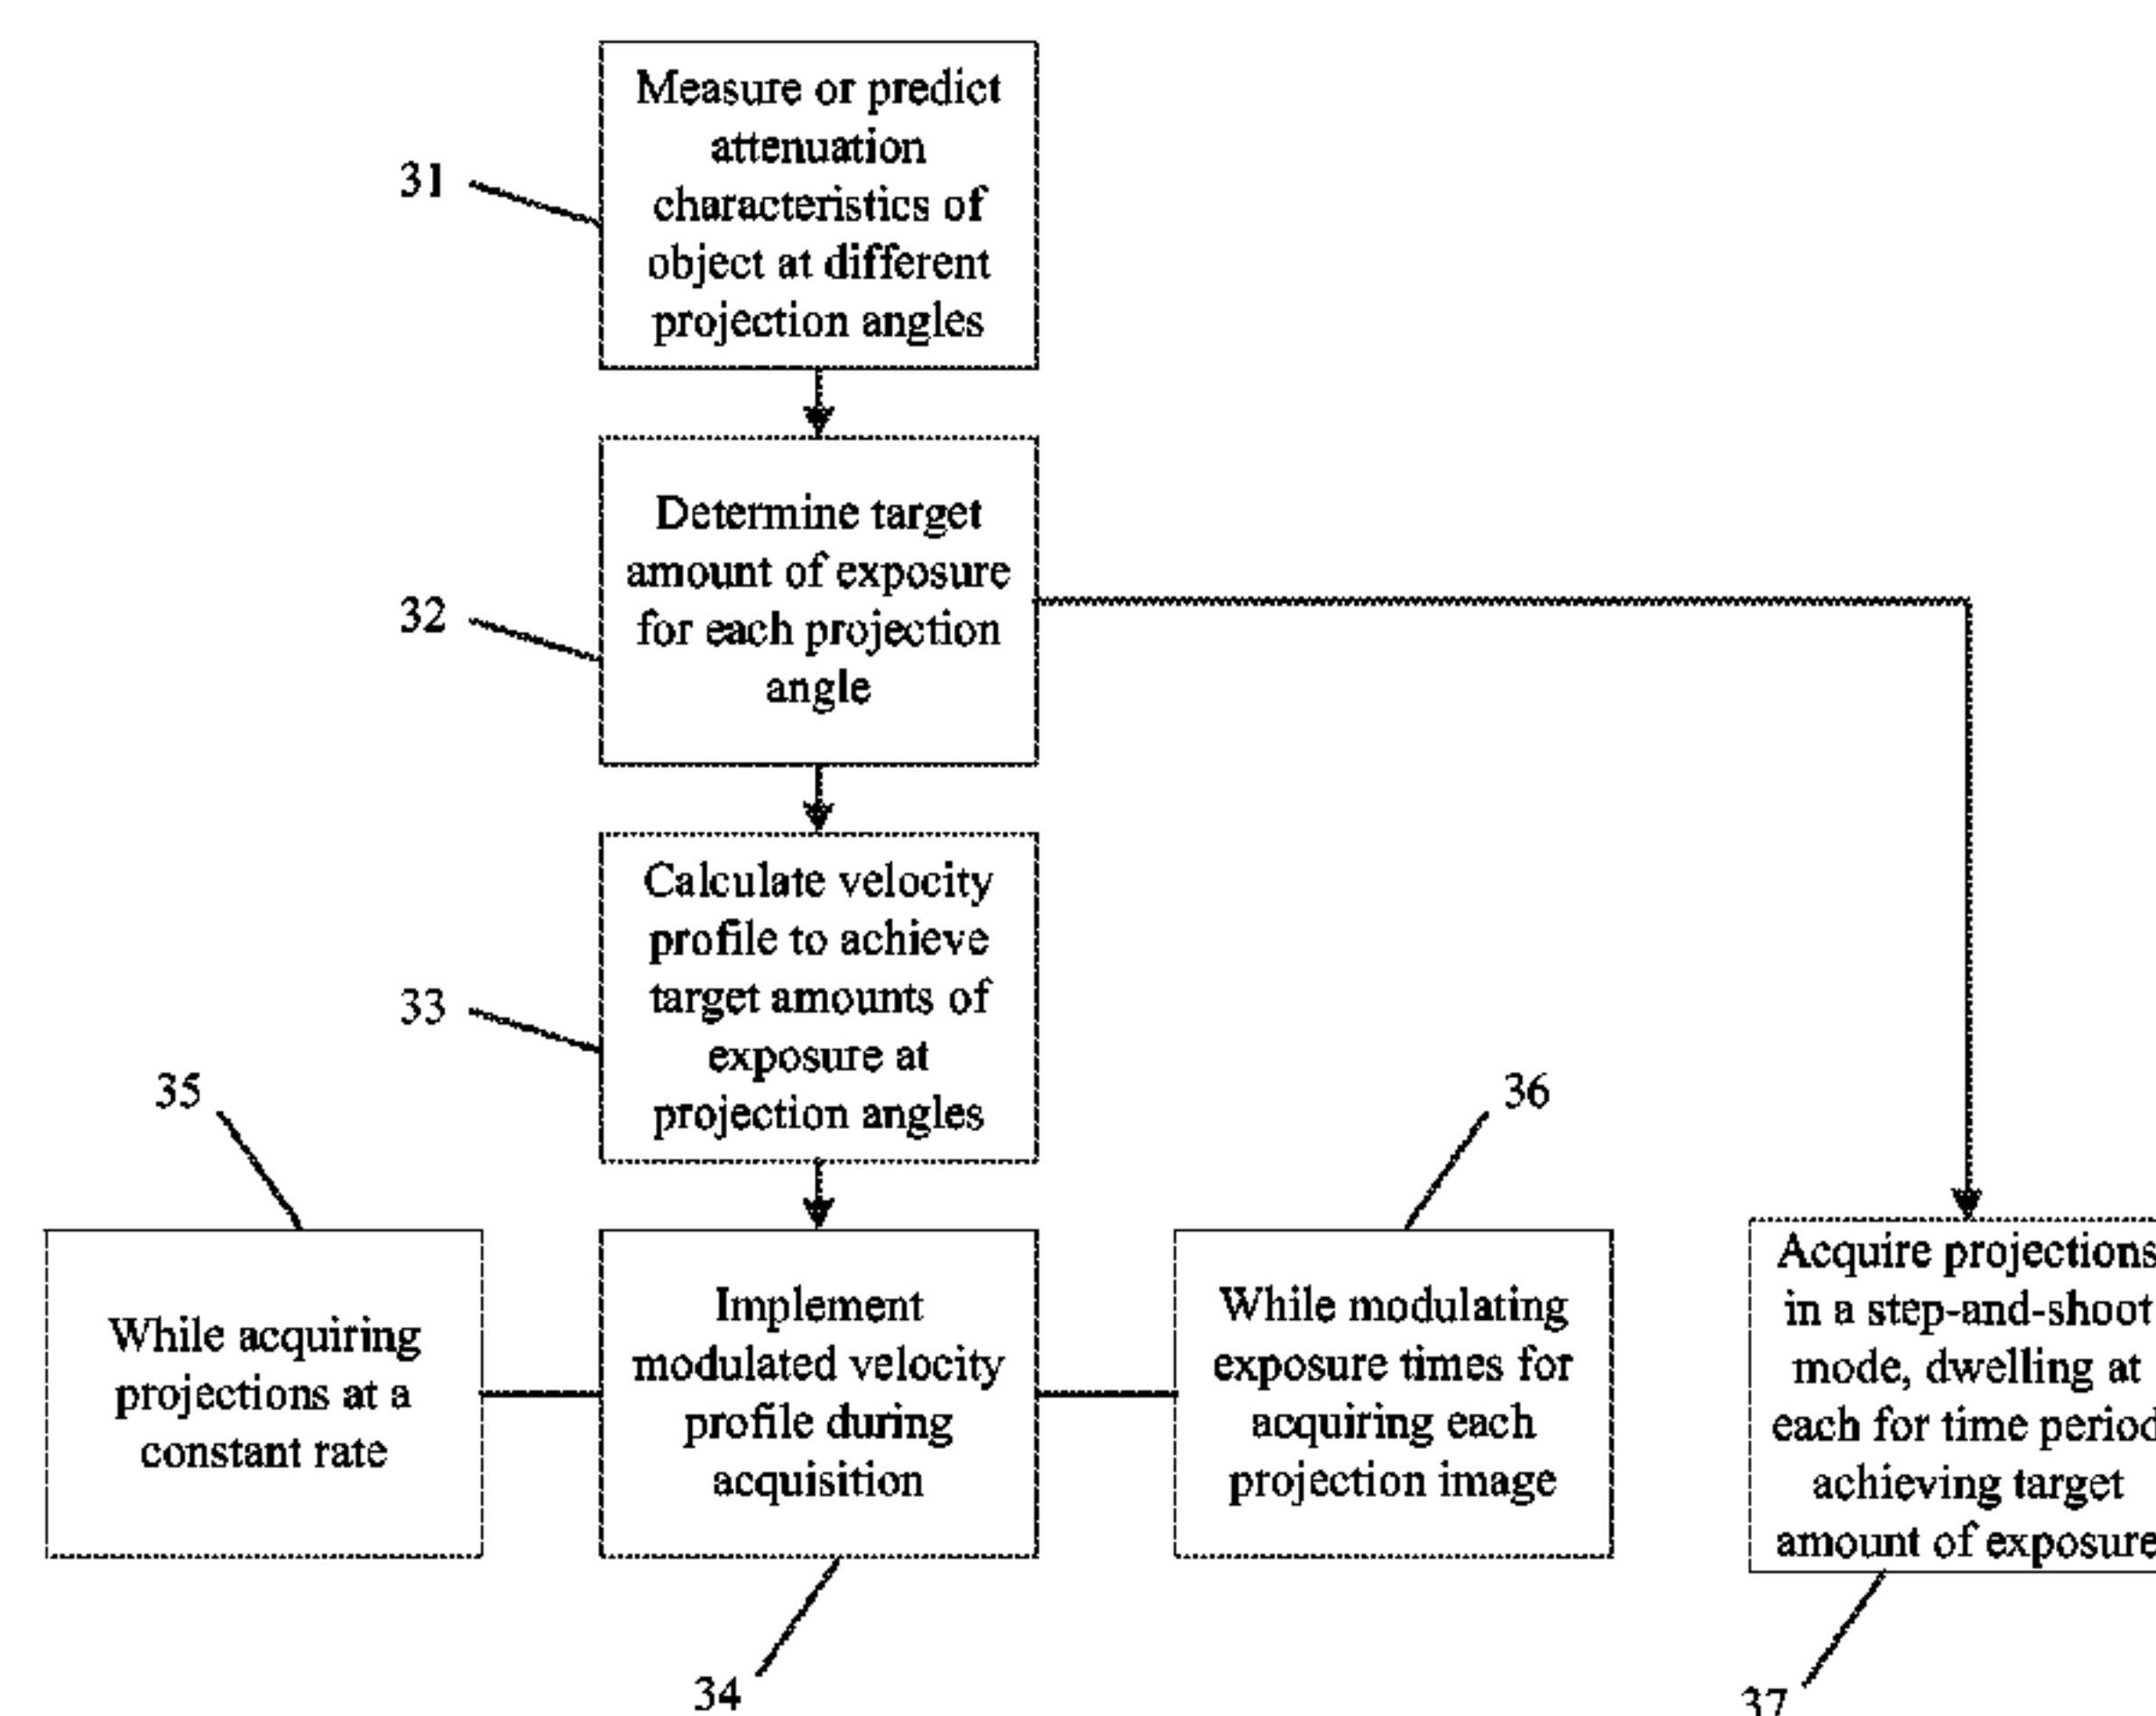 Measure or predict
attenuation
characteristics of
object at different
projection angles
31
Determine target
amount of exposure
for each projection
angle
32
Calculate velocity
profile to achieve
target amounts of
exposure at
projection angles
33
35
36
While acquiring
projections at a
constant rate
Implement
modulated velocity
profile during
acquisition
While modulating
exposure times for
acquiring each
projection image
Acquire projections
in a step-and-shoot
mode, dwelling at
each for time period
achieving target
amount of exposure
34
37